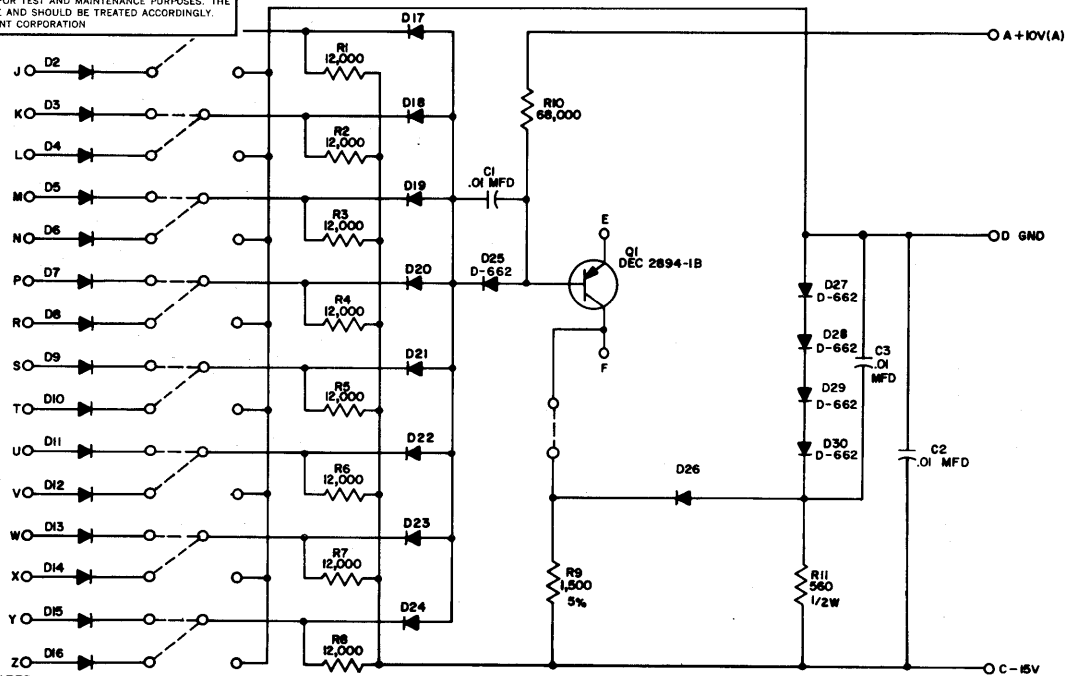 FOR TEST AND MAINTENANCE PURPOSES. THE
AND SHOULD BE TREATED ACCORDINGLY.
CORPORATION
D17
A +10V(A)
R1
12,000
J D2
K D3
D18
R10
68,000
R2
12,000
L D4
C1
.01 MFD
M D5
D19
R3
12,000
N D6
E
Q1
DEC 2894-1B
D GND
D25
D-662
P D7
D20
R4
12,000
D27
D-662
R D8
D28
D-662
C3
.01
MFD
F
S D9
D21
R5
12,000
D29
D-662
T D10
U D11
D22
D30
D-662
C2
.01 MFD
R6
12,000
V D12
D26
W D13
D23
R7
12,000
X D14
R9
1,500
5%
R11
560
1/2W
Y D15
D24
R8
12,000
Z D16
C-15V